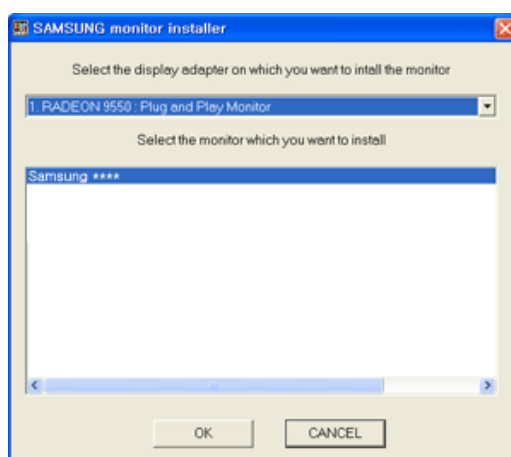 SAMSUNG monitor installer
Select the display adapter on which you want to intall the monitor
1. RADEON 9550 : Plug and Play Monitor
Select the monitor which you want to install
Samsung ****
OK
CANCEL